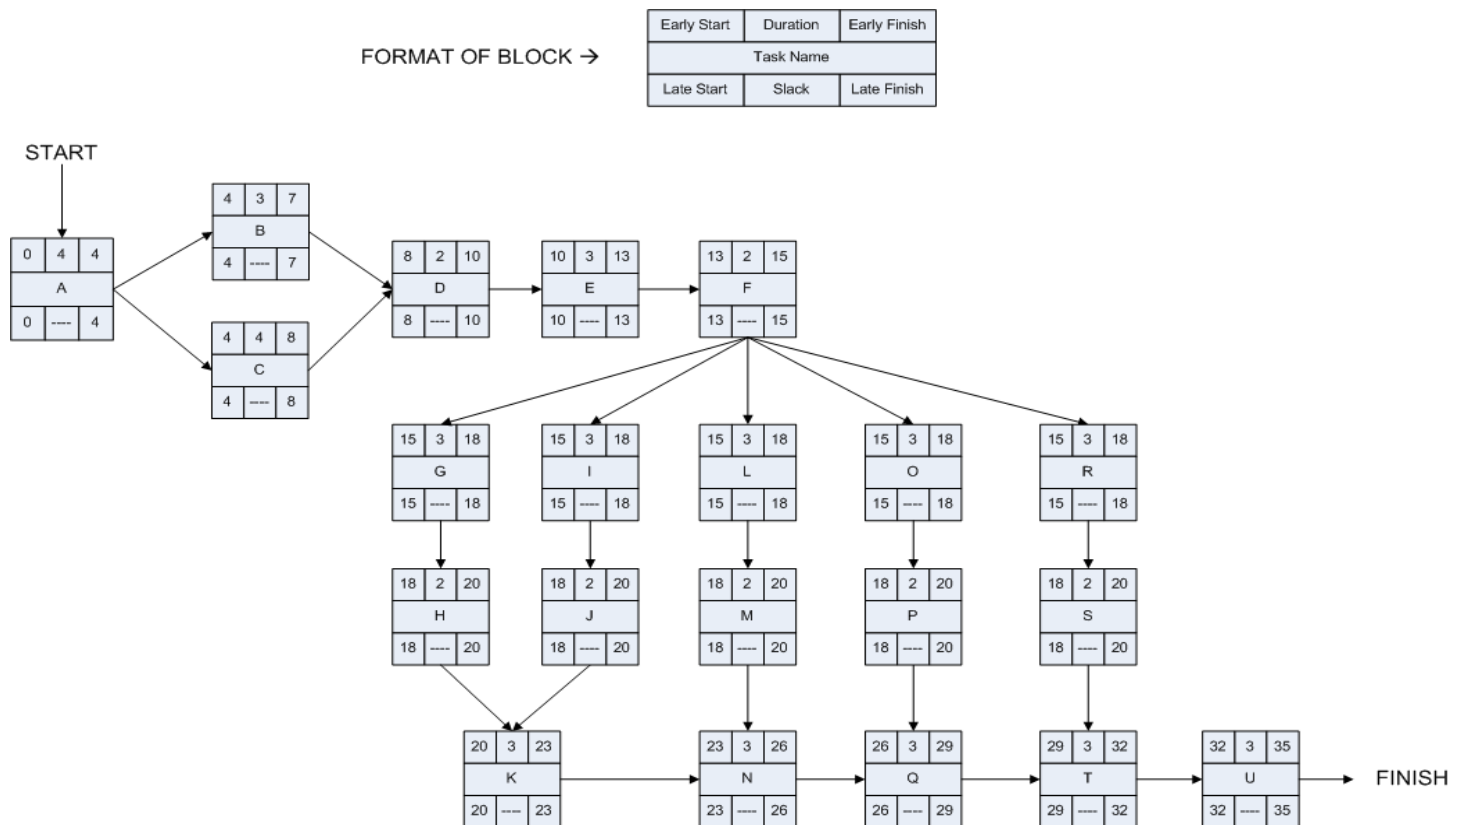 Early Start Duration Early Finish
FORMAT OF BLOCK → Task Name
Late Start Slack Late Finish
START
4 3 7
B
4 ---- 7
0 4 4
A
0 ---- 4
4 4 8
C
4 ---- 8
8 2 10
D
8 ---- 10
10 3 13
E
10 ---- 13
13 2 15
F
13 ---- 15
15 3 18
G
15 ---- 18
15 3 18
I
15 ---- 18
15 3 18
L
15 ---- 18
15 3 18
O
15 ---- 18
15 3 18
R
15 ---- 18
18 2 20
H
18 ---- 20
18 2 20
J
18 ---- 20
18 2 20
M
18 ---- 20
18 2 20
P
18 ---- 20
18 2 20
S
18 ---- 20
20 3 23
K
20 ---- 23
23 3 26
N
23 ---- 26
26 3 29
Q
26 ---- 29
29 3 32
T
29 ---- 32
32 3 35
U
32 ---- 35
FINISH